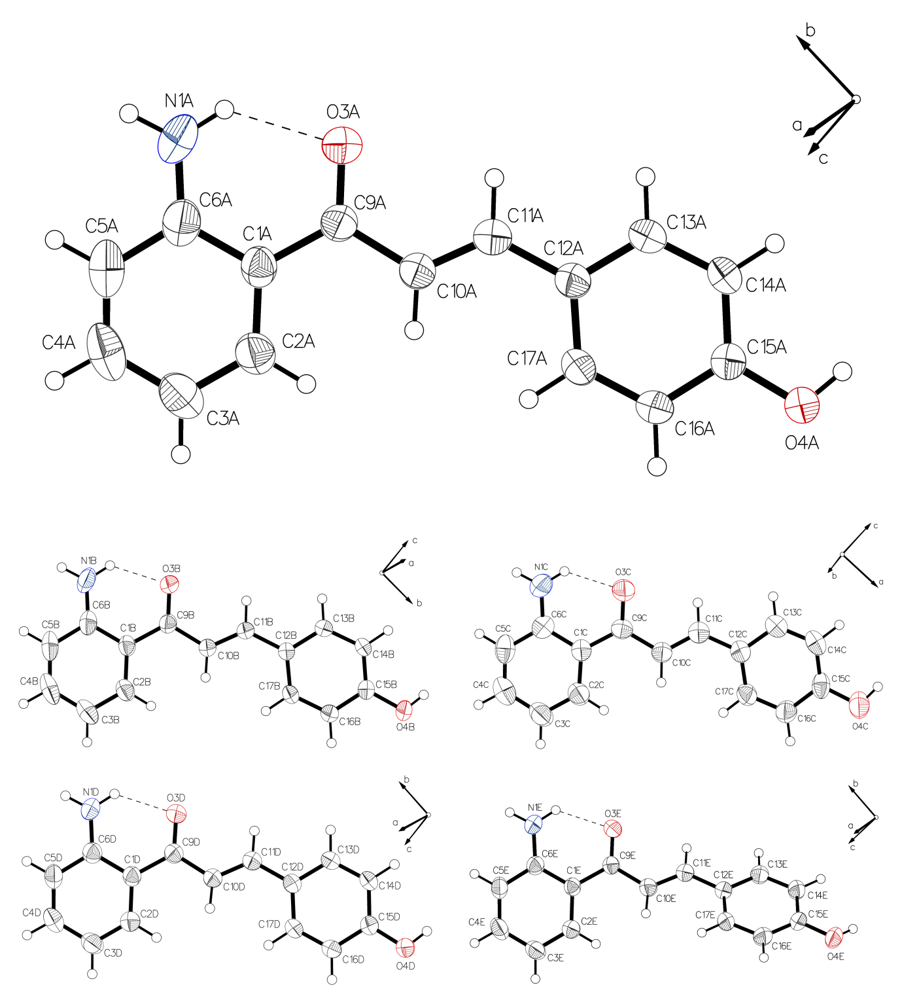 b
a
c
N1A
O3A
C6A
C9A
C5A
C1A
C11A
C13A
C12A
C10A
C14A
C4A
C2A
C17A
C15A
C3A
C16A
O4A
c
a
b
N1B
O3B
C6B
C9B
C5B
C1B
C11B
C13B
C12B
C10B
C14B
C4B
C2B
C17B
C15B
C3B
C16B
O4B
c
b
a
N1C
O3C
C6C
C9C
C5C
C1C
C11C
C13C
C12C
C10C
C14C
C4C
C2C
C17C
C15C
C3C
C16C
O4C
b
a
c
N1D
O3D
C6D
C9D
C5D
C1D
C11D
C13D
C12D
C10D
C14D
C4D
C2D
C17D
C15D
C3D
C16D
O4D
b
a
c
N1E
O3E
C6E
C9E
C5E
C1E
C11E
C13E
C12E
C10E
C14E
C4E
C2E
C17E
C15E
C3E
C16E
O4E